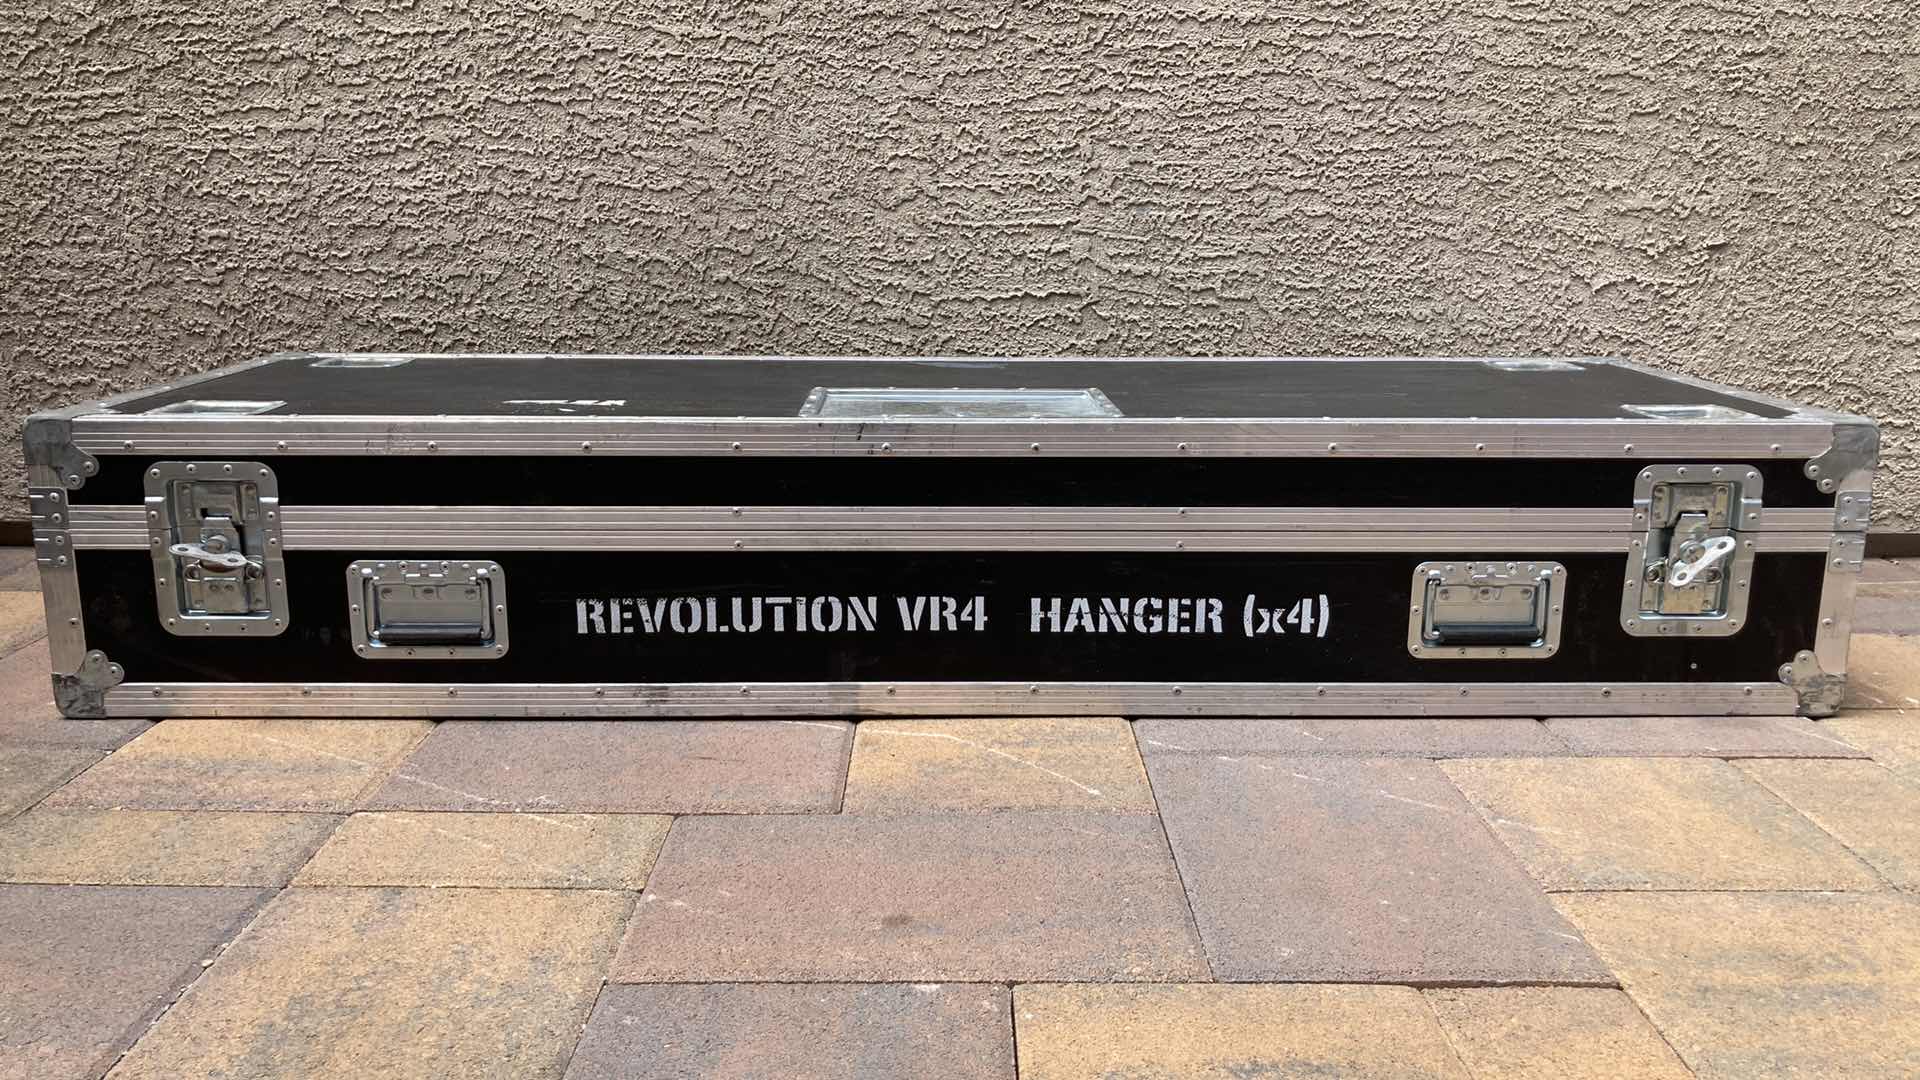 REVOLUTION VR4 HANGER (x4)